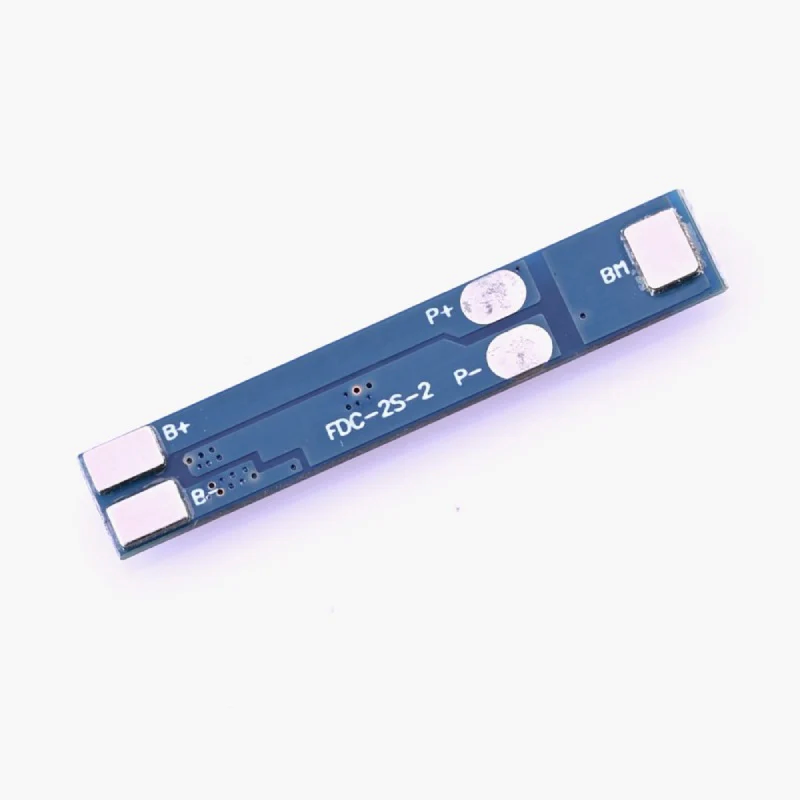 BM
P+
P-
FDC-2S-2
B+
B-